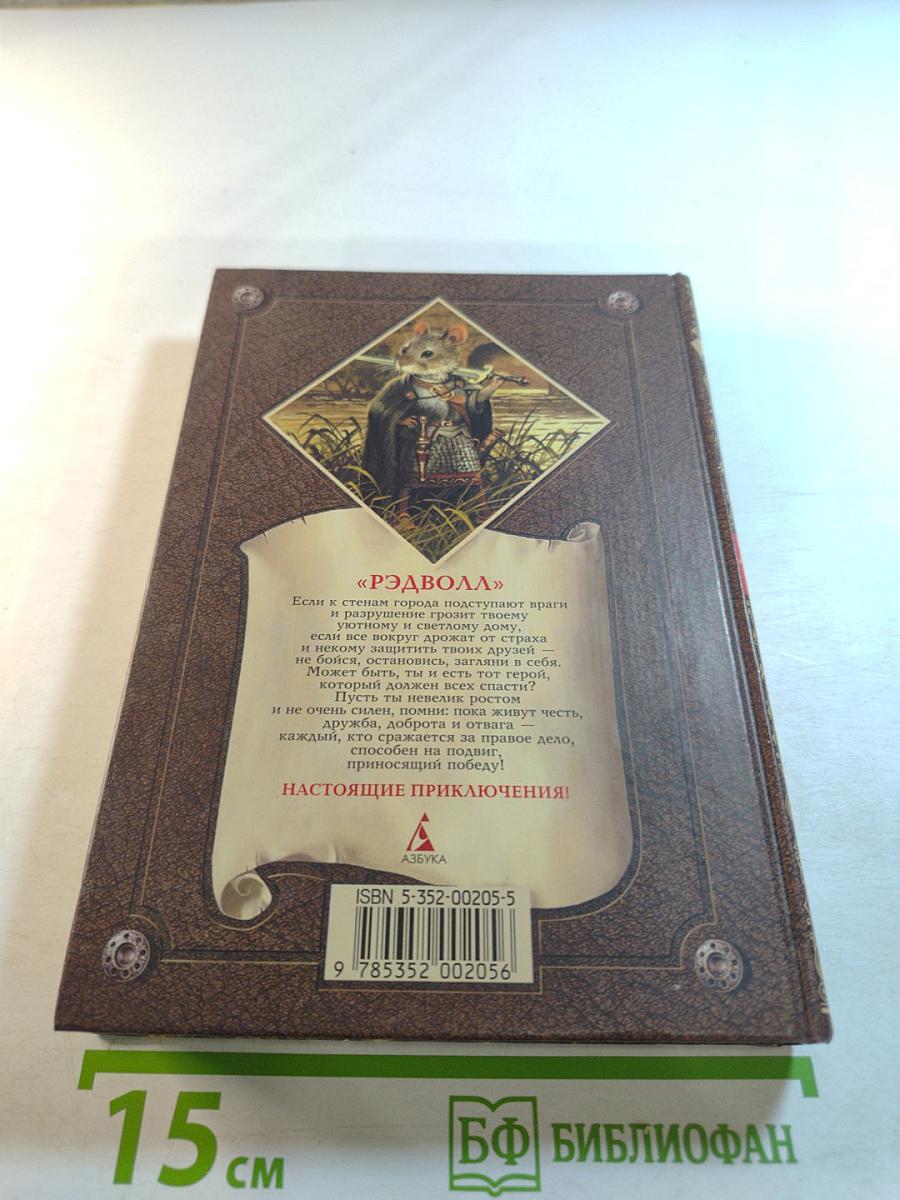 «РЭДВОЛЛ»
Если к стенам города подступают враги
и разрушение грозит твоему
уютному и светлому дому,
если все вокруг дрожат от страха
и некому защитить твоих друзей —
не бойся, остановись, загляни в себя.
Может быть, ты и есть тот герой,
который должен всех спасти?
Пусть ты невелик ростом
и не очень силен, помни: пока живут честь,
дружба, доброта и отвага —
каждый, кто сражается за правое дело,
способен на подвиг,
приносящий победу!
НАСТОЯЩИЕ ПРИКЛЮЧЕНИЯ!
АЗБУКА
ISBN 5-352-00205-5
9 785352 002056
15 см
БФ БИБЛИОФАН